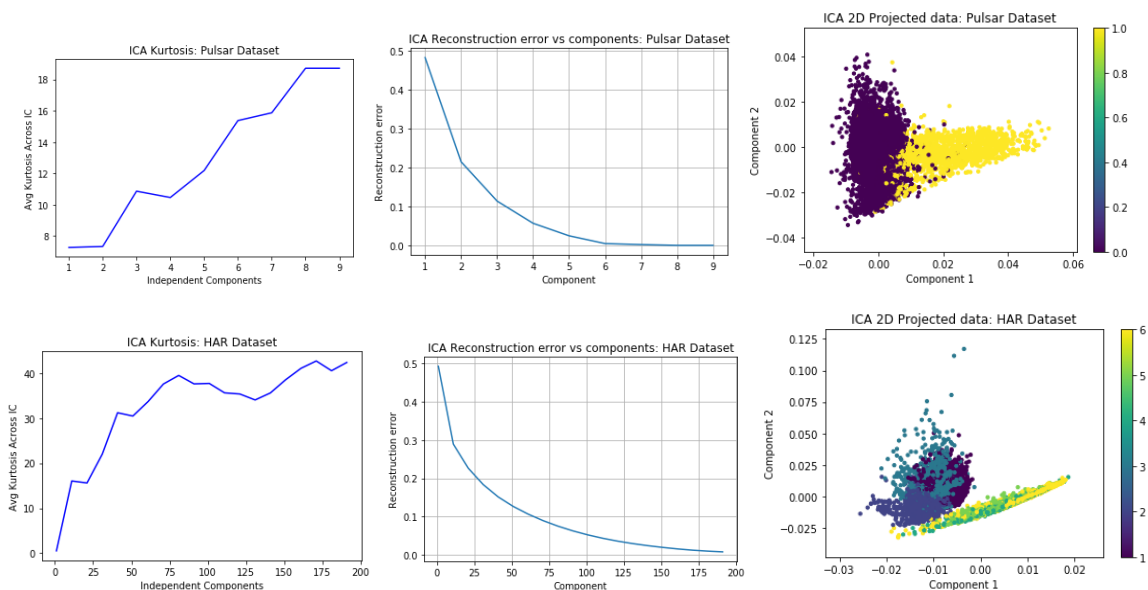 ICA Kurtosis: Pulsar Dataset
Avg Kurtosis Across IC
18
16
14
12
10
8
1 2 3 4 5 6 7 8 9
Independent Components
ICA Reconstruction error vs components: Pulsar Dataset
Reconstruction error
0.5
0.4
0.3
0.2
0.1
0.0
1 2 3 4 5 6 7 8 9
Component
ICA 2D Projected data: Pulsar Dataset
Component 2
0.04
0.02
0.00
−0.02
−0.04
−0.02 0.00 0.02 0.04 0.06
Component 1
1.0
0.8
0.6
0.4
0.2
0.0
ICA Kurtosis: HAR Dataset
Avg Kurtosis Across IC
40
30
20
10
0
0 25 50 75 100 125 150 175 200
Independent Components
ICA Reconstruction error vs components: HAR Dataset
Reconstruction error
0.5
0.4
0.3
0.2
0.1
0.0
0 25 50 75 100 125 150 175 200
Component
ICA 2D Projected data: HAR Dataset
Component 2
0.125
0.100
0.075
0.050
0.025
0.000
−0.025
−0.03 −0.02 −0.01 0.00 0.01 0.02
Component 1
6
5
4
3
2
1